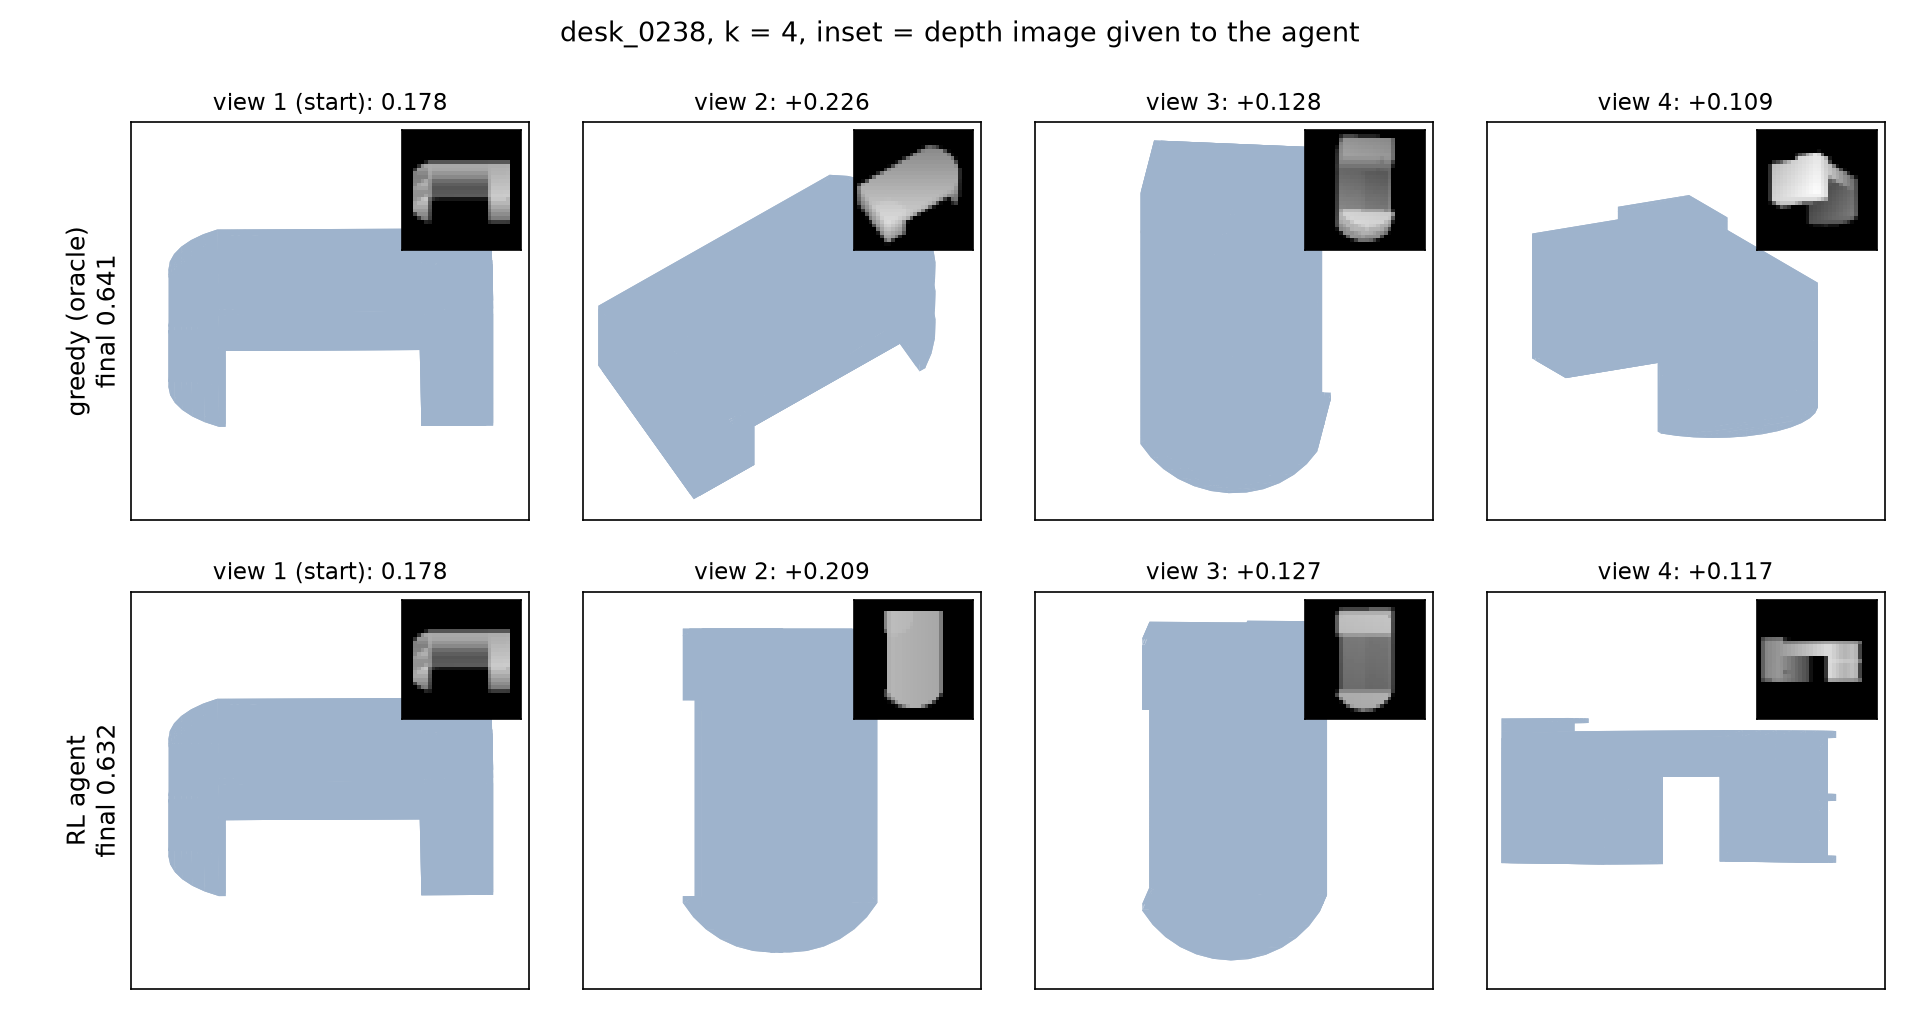 desk_0238, k = 4, inset = depth image given to the agent
view 1 (start): 0.178
view 2: +0.226
view 3: +0.128
view 4: +0.109
greedy (oracle)
final 0.641
view 1 (start): 0.178
view 2: +0.209
view 3: +0.127
view 4: +0.117
RL agent
final 0.632